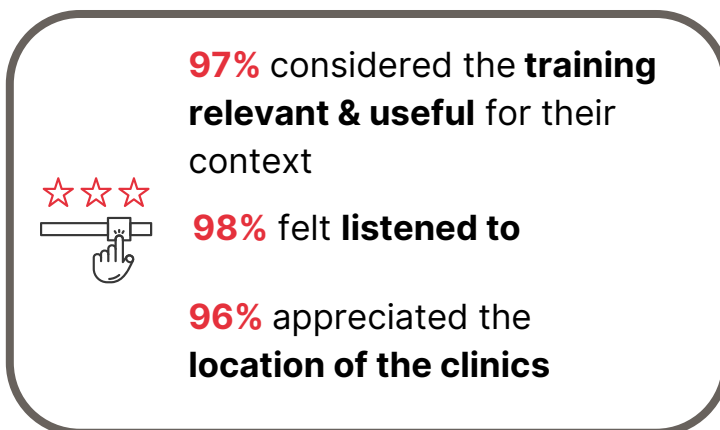 97% considered the training
relevant & useful for their
context
98% felt listened to
96% appreciated the
location of the clinics